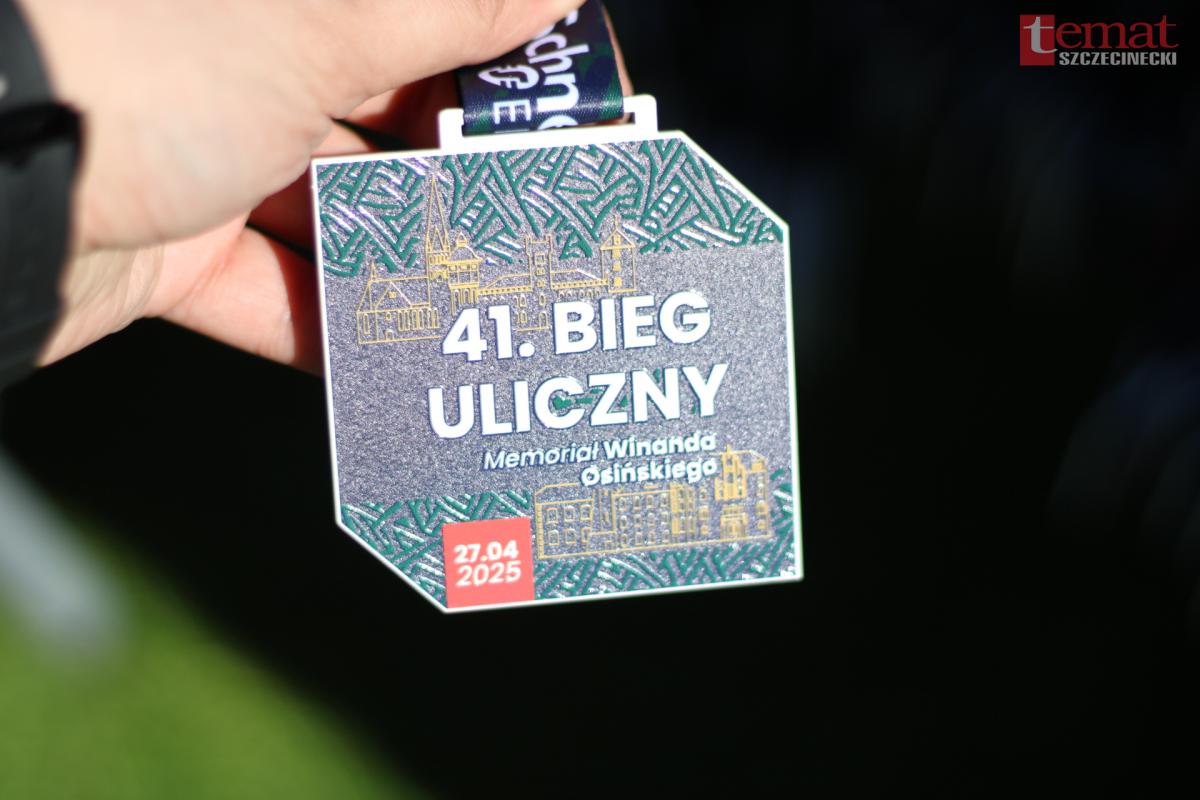 temat
SZCZECINECKI
41. BIEG
ULICZNY
Memoriał Winanda
Osińskiego
27.04
2025